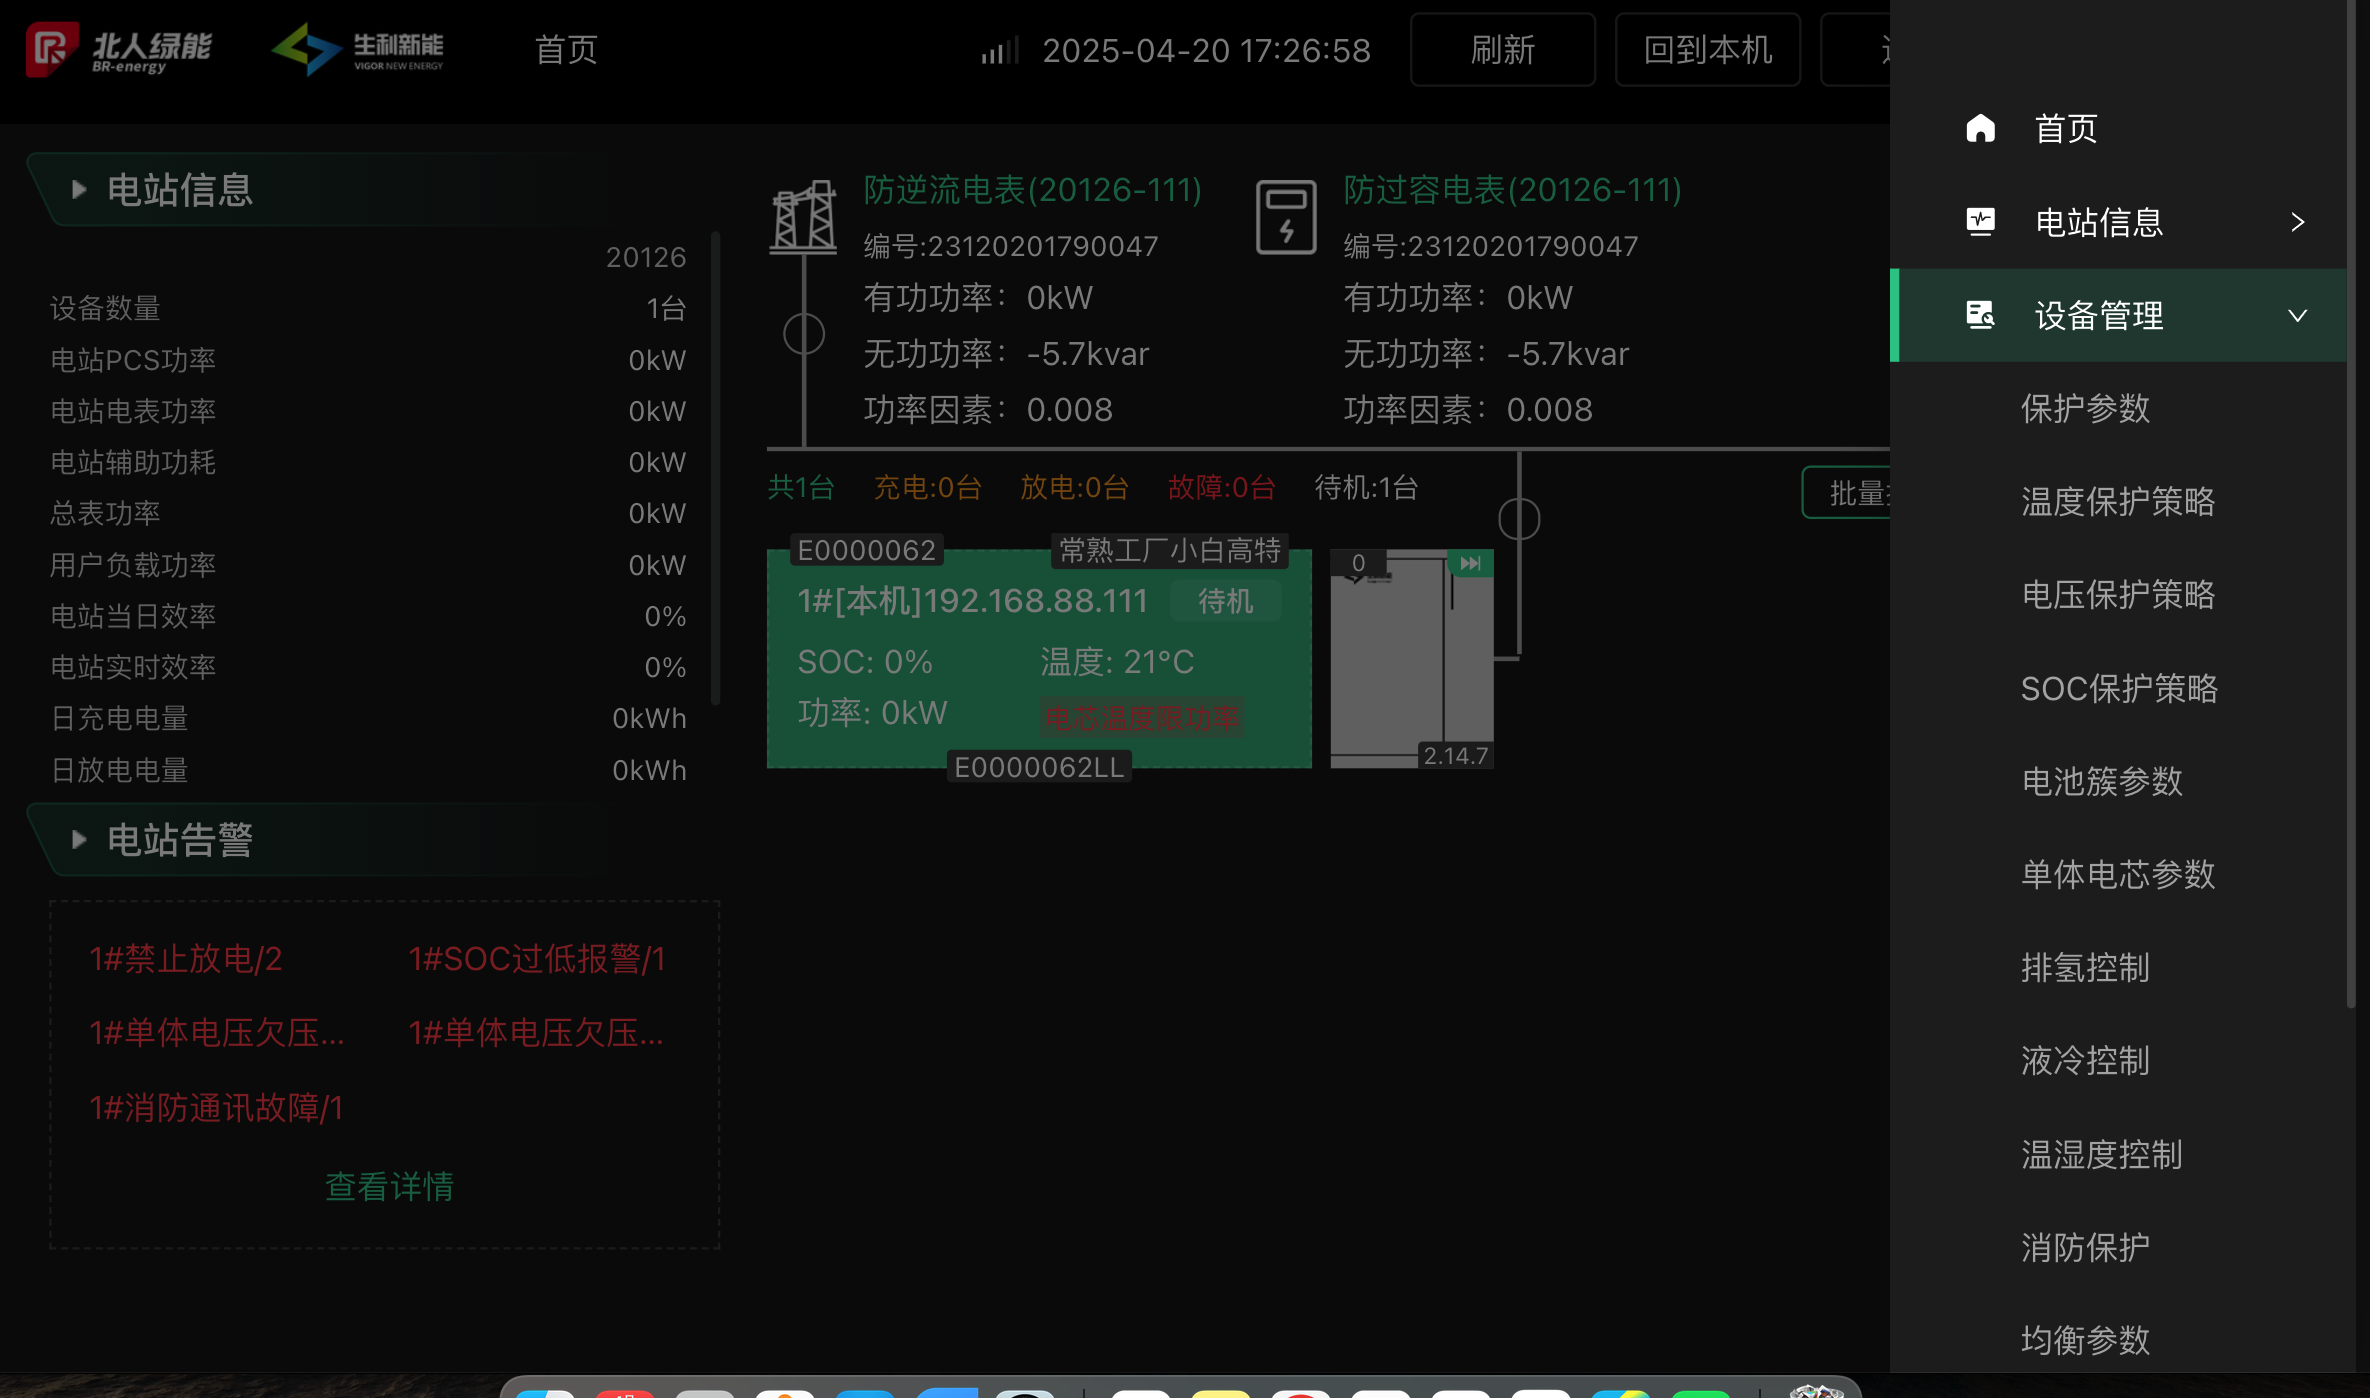 北人绿能
BR-energy
生利新能
VIGOR NEW ENERGY
首页
2025-04-20 17:26:58
刷新
回到本机
电站信息
20126
设备数量 1台
电站PCS功率 0kW
电站电表功率 0kW
电站辅助功耗 0kW
总表功率 0kW
用户负载功率 0kW
电站当日效率 0%
电站实时效率 0%
日充电电量 0kWh
日放电电量 0kWh
电站告警
1#禁止放电/2
1#SOC过低报警/1
1#单体电压欠压...
1#单体电压欠压...
1#消防通讯故障/1
查看详情
防逆流电表(20126-111)
编号:23120201790047
有功功率：0kW
无功功率：-5.7kvar
功率因素：0.008
防过容电表(20126-111)
编号:23120201790047
有功功率：0kW
无功功率：-5.7kvar
功率因素：0.008
共1台 充电:0台 放电:0台 故障:0台 待机:1台
批量
E0000062
常熟工厂小白高特
1#[本机]192.168.88.111
待机
SOC: 0%
温度: 21°C
功率: 0kW
电芯温度限功率
E0000062LL
0
2.14.7
首页
电站信息
设备管理
保护参数
温度保护策略
电压保护策略
SOC保护策略
电池簇参数
单体电芯参数
排氢控制
液冷控制
温湿度控制
消防保护
均衡参数